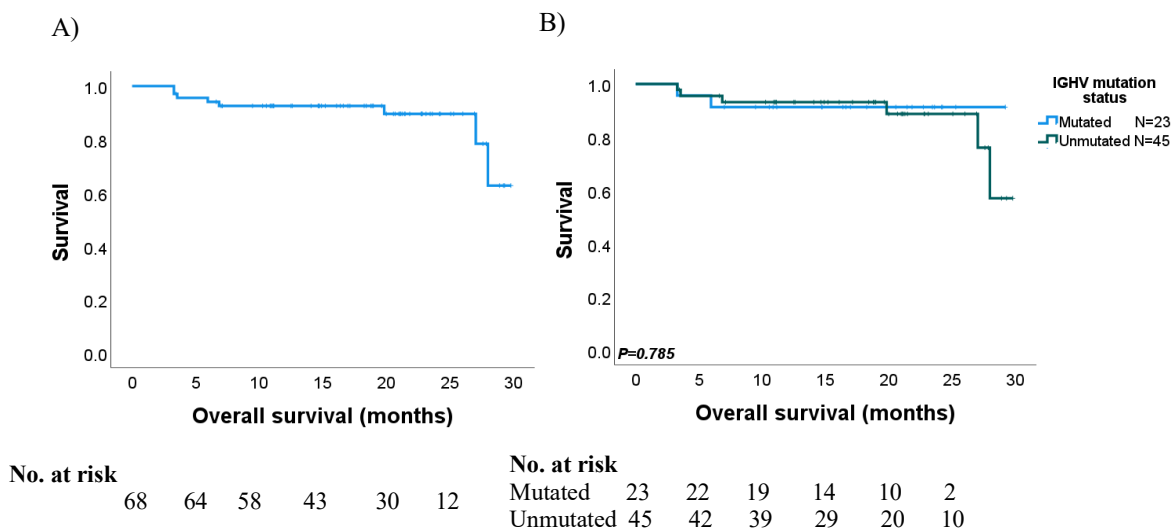 A)
B)
1.0
0.8
0.6
0.4
0.2
0.0
Survival
0 5 10 15 20 25 30
Overall survival (months)
1.0
0.8
0.6
0.4
0.2
0.0
Survival
P=0.785
0 5 10 15 20 25 30
Overall survival (months)
IGHV mutation
status
Mutated N=23
Unmutated N=45
No. at risk
68 64 58 43 30 12
No. at risk
Mutated 23 22 19 14 10 2
Unmutated 45 42 39 29 20 10